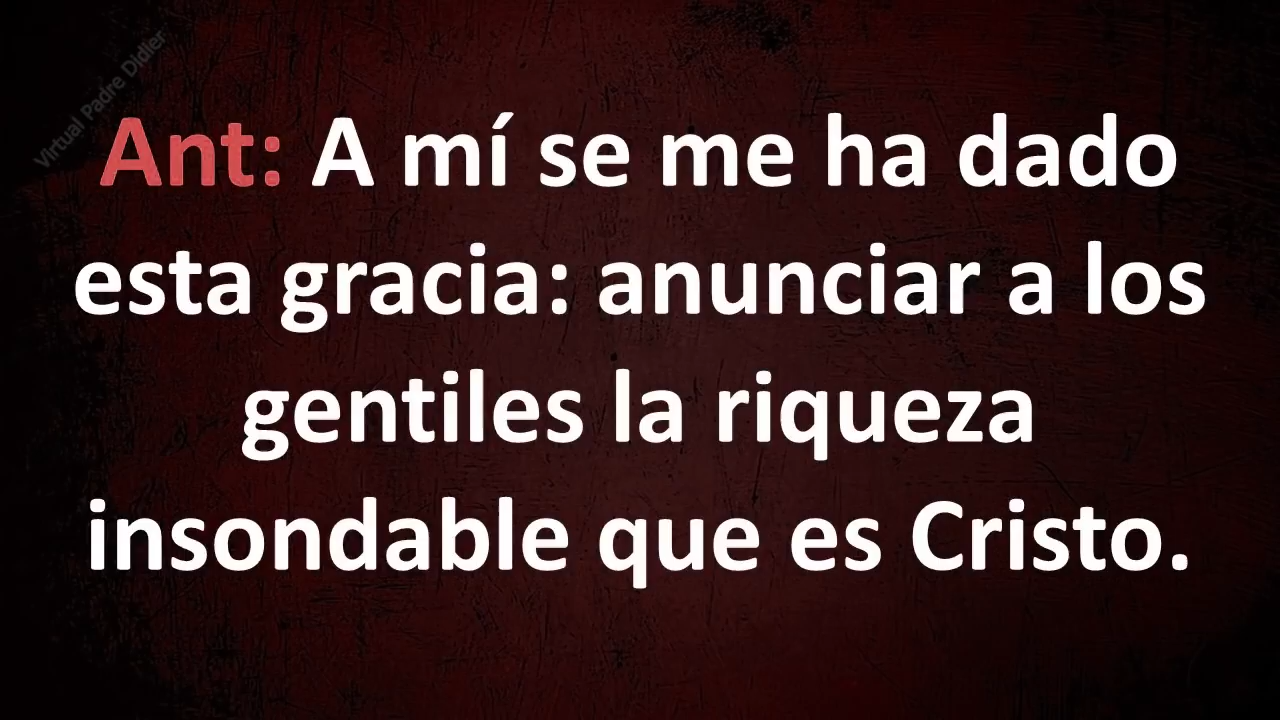 Virtual Padre Didier
Ant: A mí se me ha dado
esta gracia: anunciar a los
gentiles la riqueza
insondable que es Cristo.